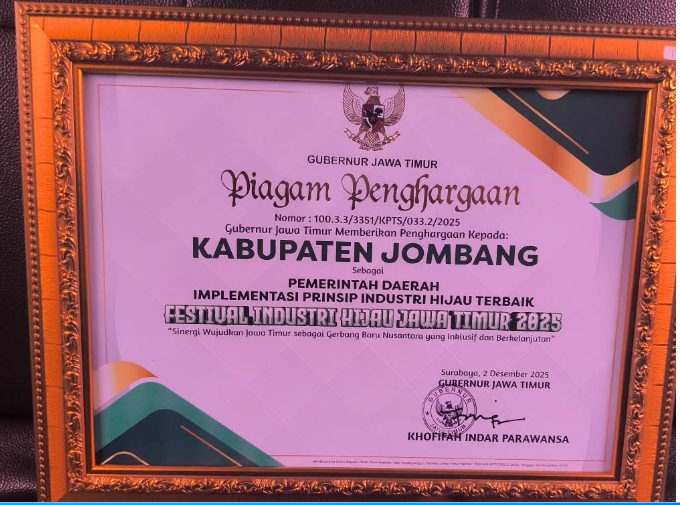 GUBERNUR JAWA TIMUR
Piagam Penghargaan
Nomor : 100.3.3/3351/KPTS/033.2/2025
Gubernur Jawa Timur Memberikan Penghargaan Kepada:
KABUPATEN JOMBANG
Sebagai
PEMERINTAH DAERAH
IMPLEMENTASI PRINSIP INDUSTRI HIJAU TERBAIK
FESTIVAL INDUSTRI HIJAU JAWA TIMUR 2025
"Sinergi Wujudkan Jawa Timur sebagai Gerbang Baru Nusantara yang Inklusif dan Berkelanjutan"
Surabaya, 2 Desember 2025
GUBERNUR JAWA TIMUR
GUBERNUR
JAWA TIMUR
KHOFIFAH INDAR PARAWANSA